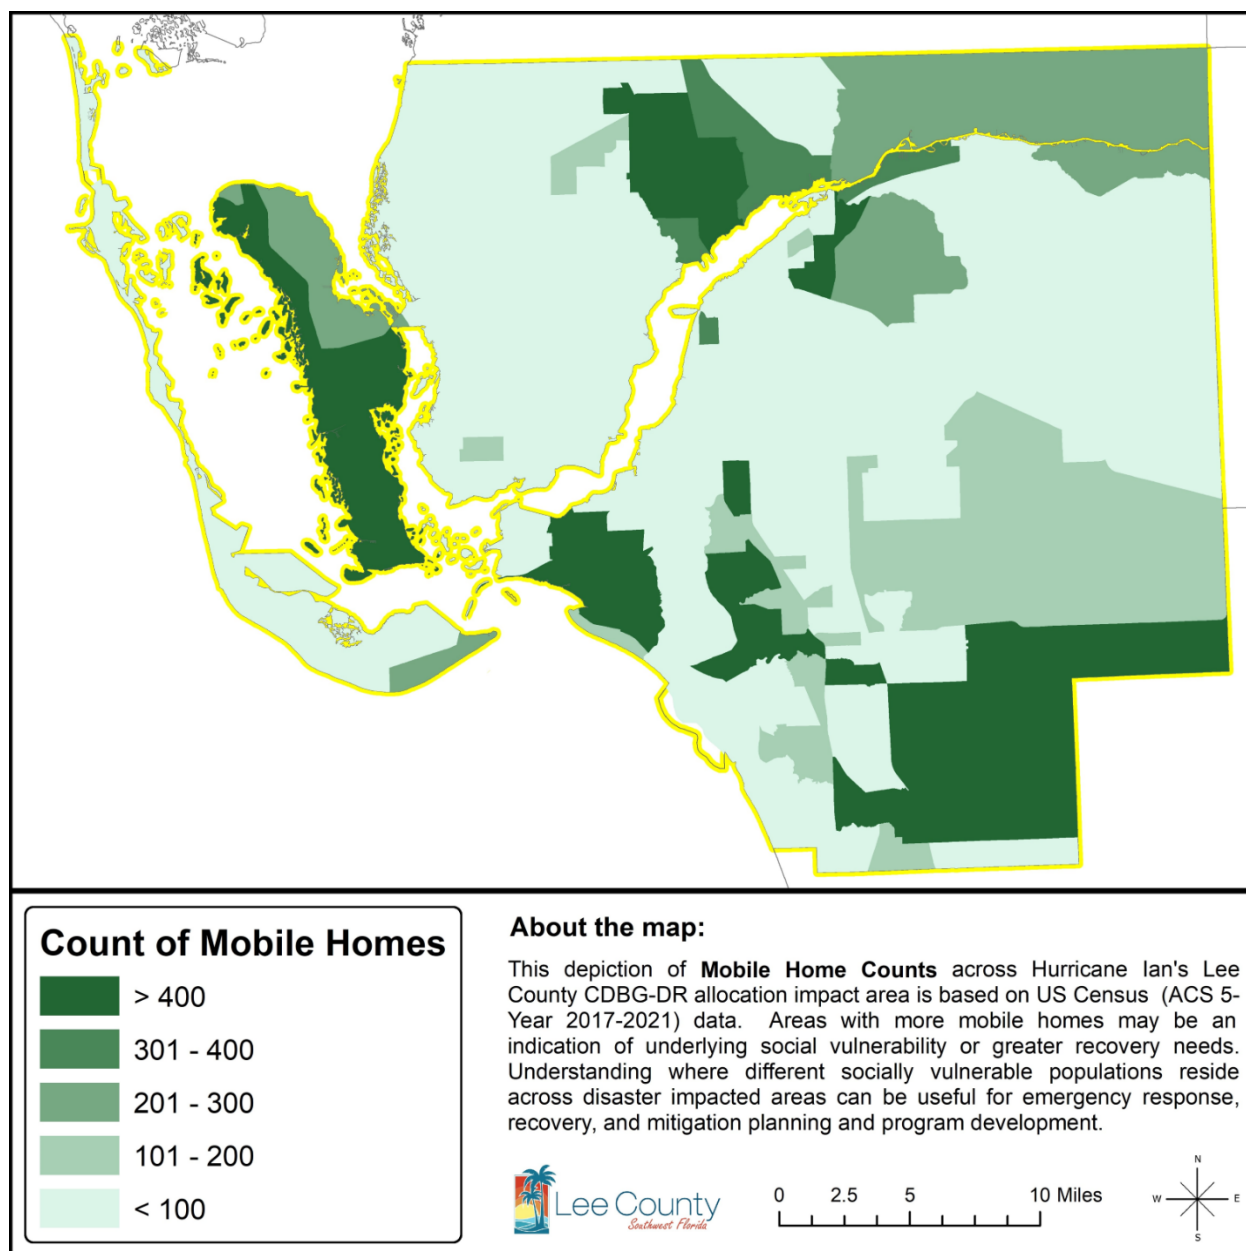 Count of Mobile Homes
> 400
301 - 400
201 - 300
101 - 200
< 100
About the map:
This depiction of Mobile Home Counts across Hurricane Ian's Lee
County CDBG-DR allocation impact area is based on US Census (ACS 5-
Year 2017-2021) data. Areas with more mobile homes may be an
indication of underlying social vulnerability or greater recovery needs.
Understanding where different socially vulnerable populations reside
across disaster impacted areas can be useful for emergency response,
recovery, and mitigation planning and program development.
Lee County
Southwest Florida
0 2.5 5 10 Miles
N
W E
S